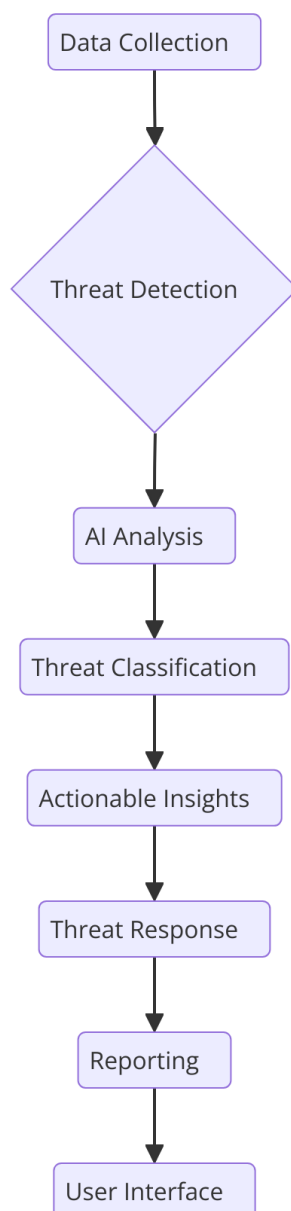 Data Collection
Threat Detection
AI Analysis
Threat Classification
Actionable Insights
Threat Response
Reporting
User Interface